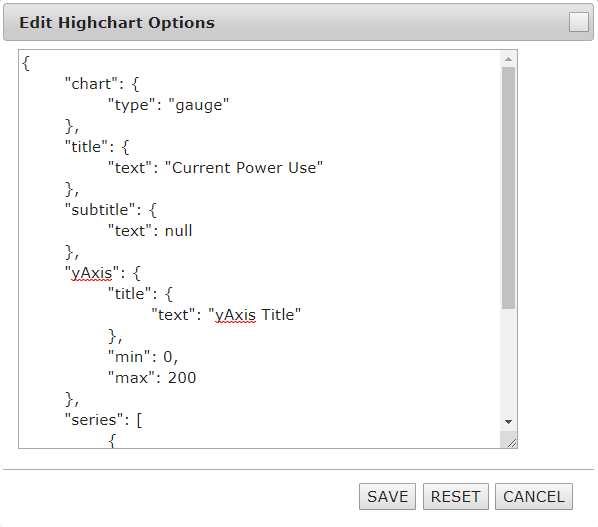 Edit Highchart Options
{
"chart": {
"type": "gauge"
},
"title": {
"text": "Current Power Use"
},
"subtitle": {
"text": null
},
"yAxis": {
"title": {
"text": "yAxis Title"
},
"min": 0,
"max": 200
},
"series": [
{
SAVE RESET CANCEL